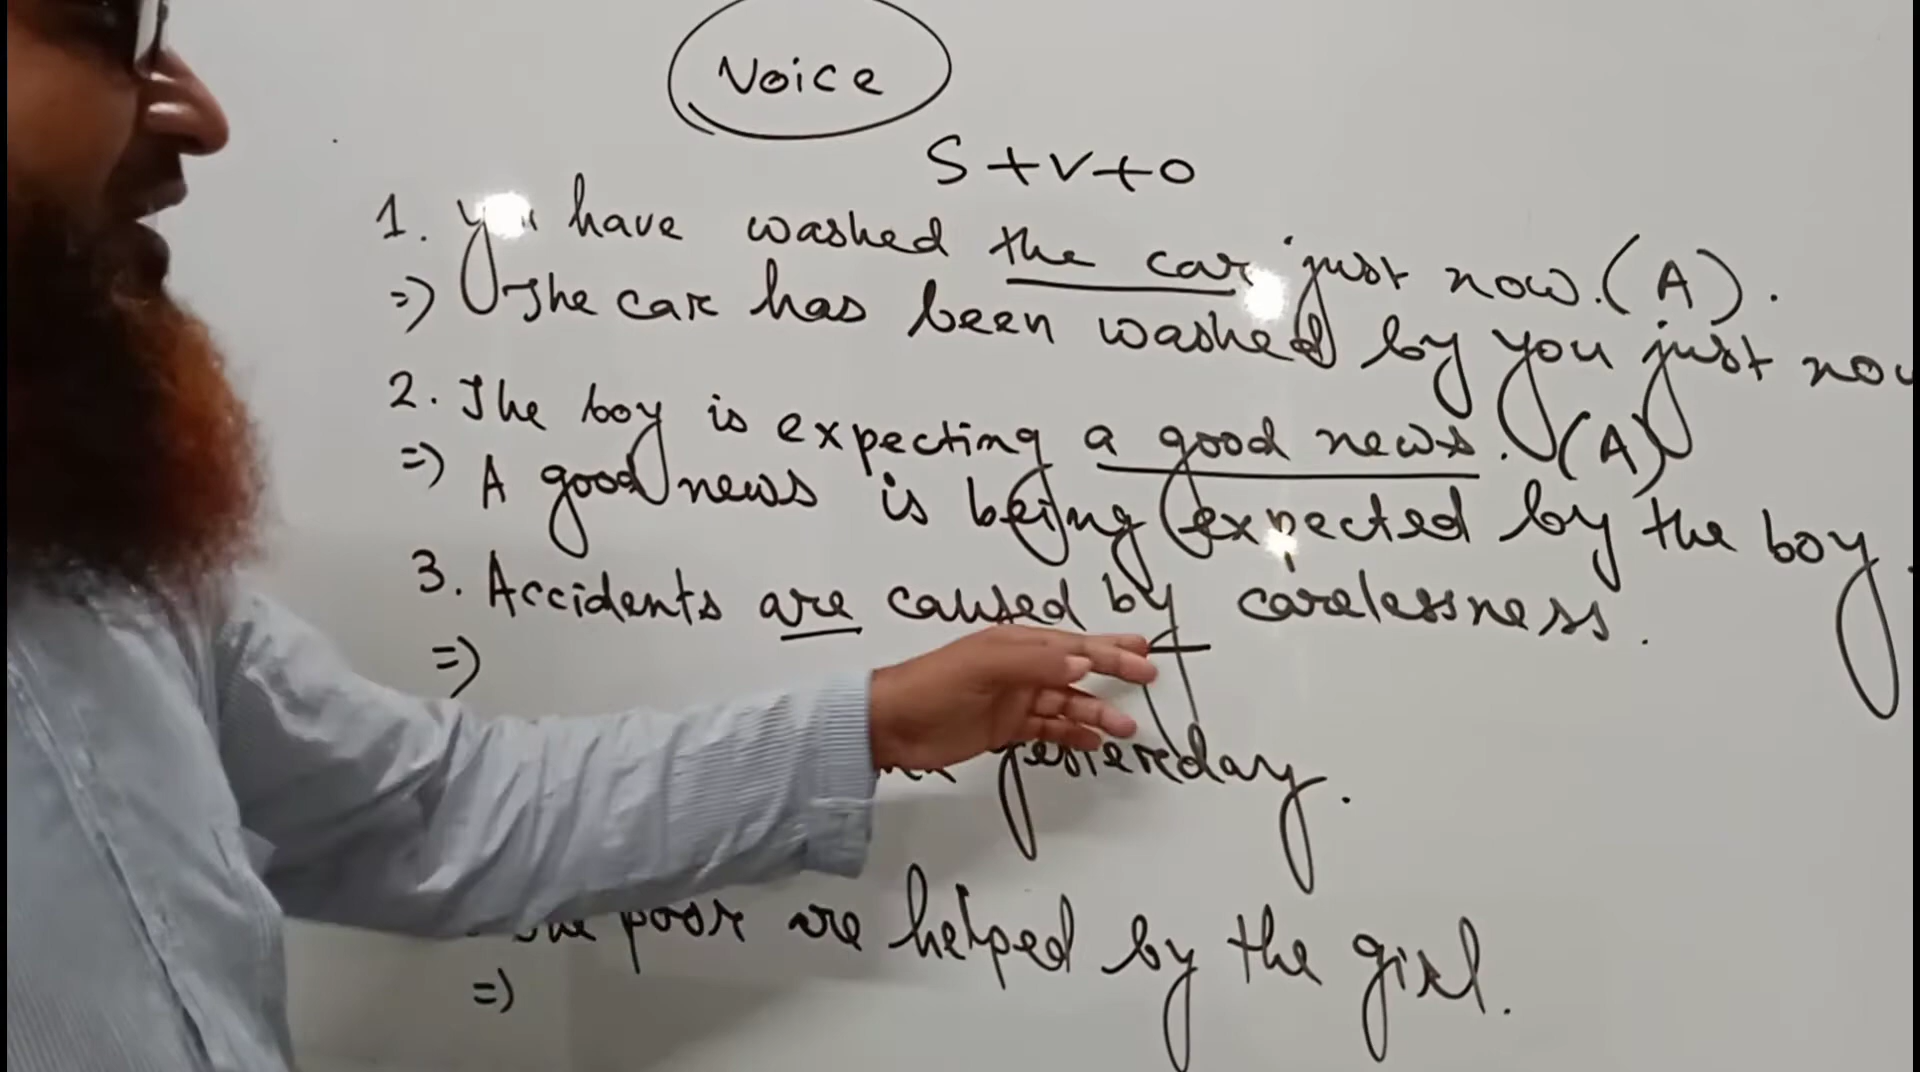 Voice
S+V+O
1. You have washed the car just now. (A).
=) The car has been washed by you just now
2. The boy is expecting a good news. (A)
=) A good news is being expected by the boy.
3. Accidents are caused by carelessness.
=)
yesterday.
The poor are helped by the girl.
=)